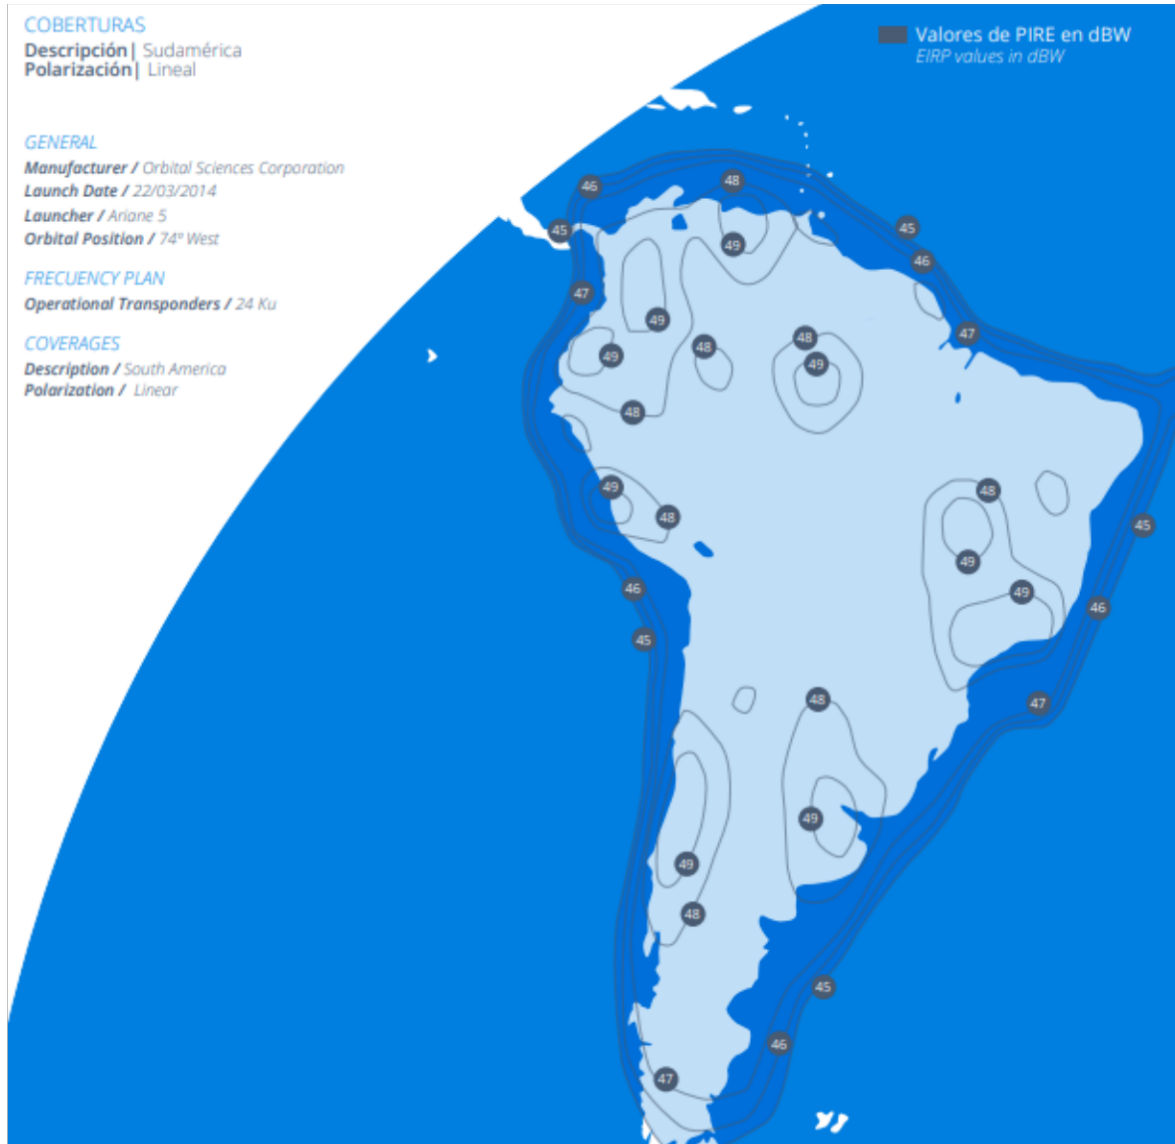 COBERTURAS
Descripción| Sudamérica
Polarización| Lineal
Valores de PIRE en dBW
EIRP values in dBW
GENERAL
Manufacturer / Orbital Sciences Corporation
Launch Date / 22/03/2014
Launcher / Ariane 5
Orbital Position / 74º West
FRECUENCY PLAN
Operational Transponders / 24 Ku
COVERAGES
Description / South America
Polarization / Linear
48
46
45
45
49
46
47
49
47
48
48
49
49
48
49
48
48
45
49
46
49
46
45
48
47
49
49
48
45
46
47